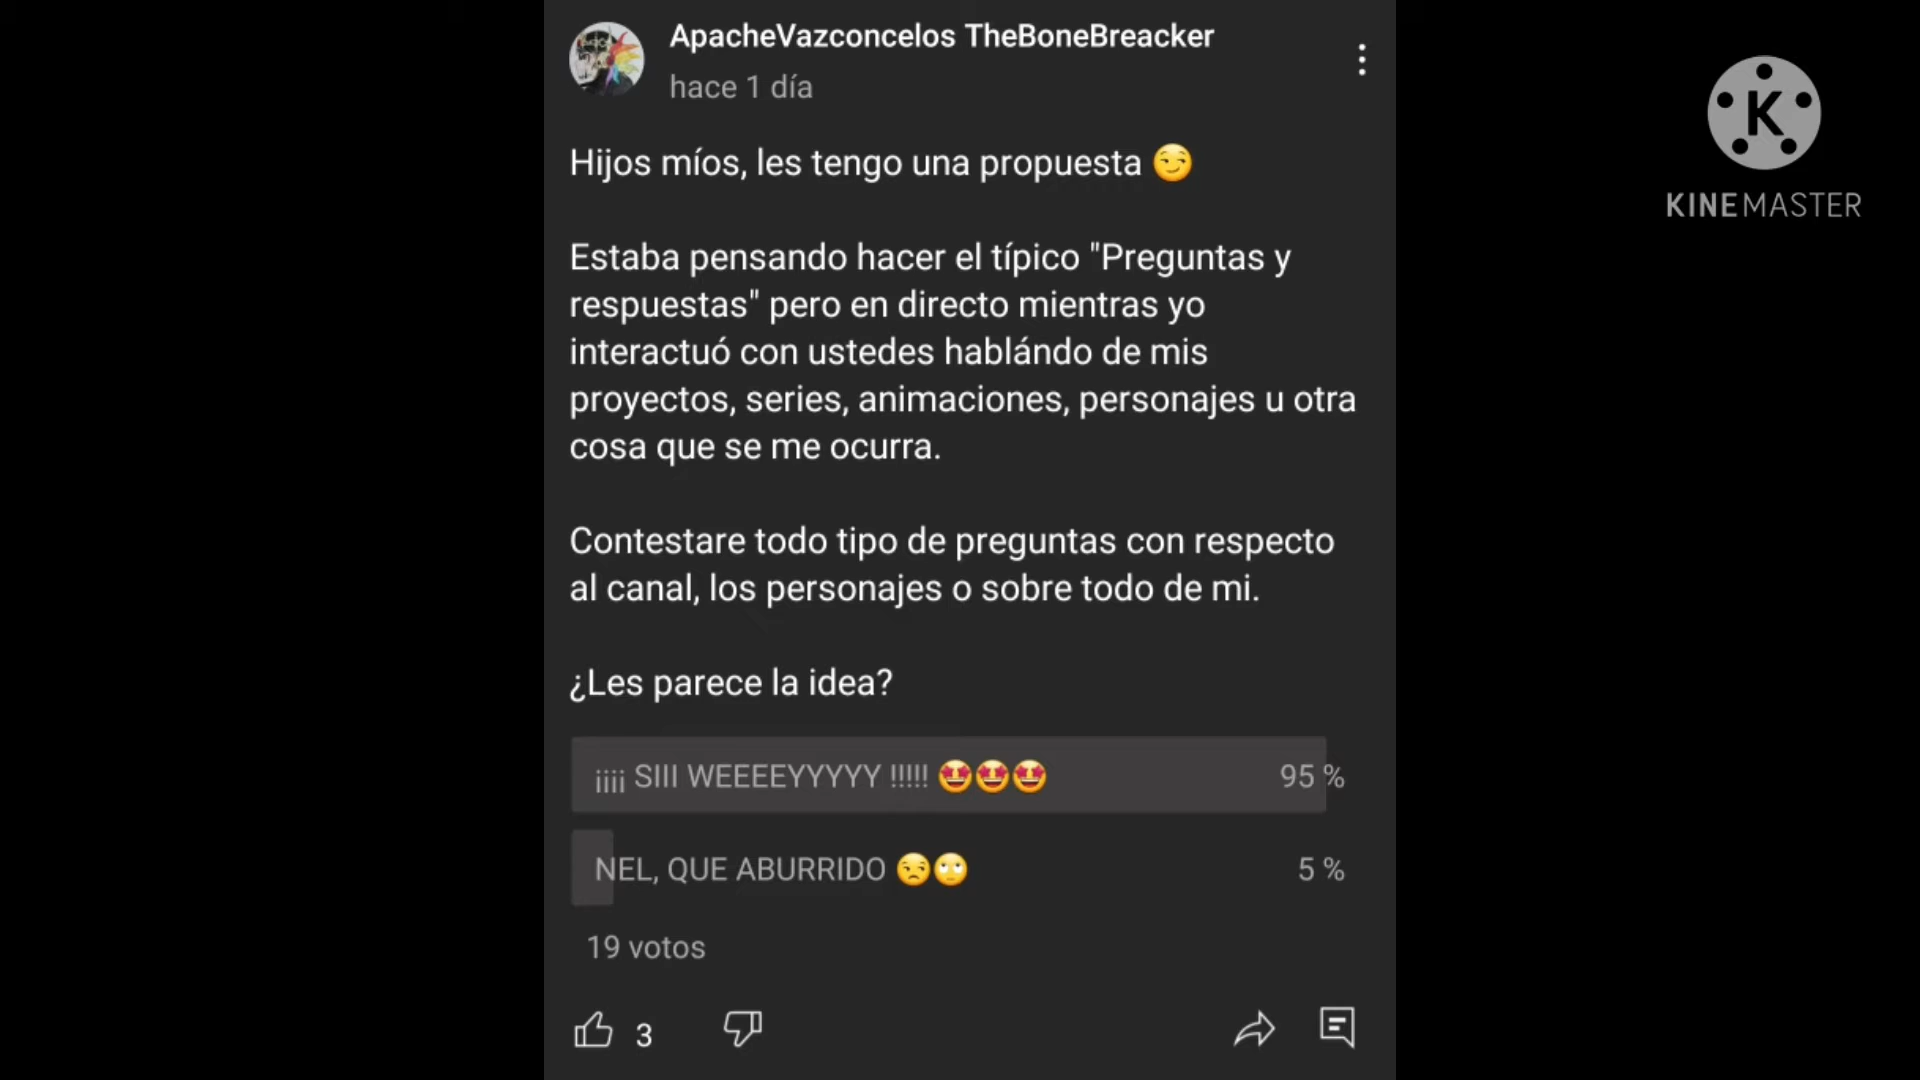 ApacheVazconcelos TheBoneBreacker
hace 1 día
Hijos míos, les tengo una propuesta 😏
Estaba pensando hacer el típico "Preguntas y
respuestas" pero en directo mientras yo
interactuó con ustedes hablándo de mis
proyectos, series, animaciones, personajes u otra
cosa que se me ocurra.
Contestare todo tipo de preguntas con respecto
al canal, los personajes o sobre todo de mi.
¿Les parece la idea?
¡¡¡¡ SIII WEEEEYYYYY !!!!! 🤩🤩🤩 95 %
NEL, QUE ABURRIDO 😒🙄 5 %
19 votos
3
K
KINEMASTER